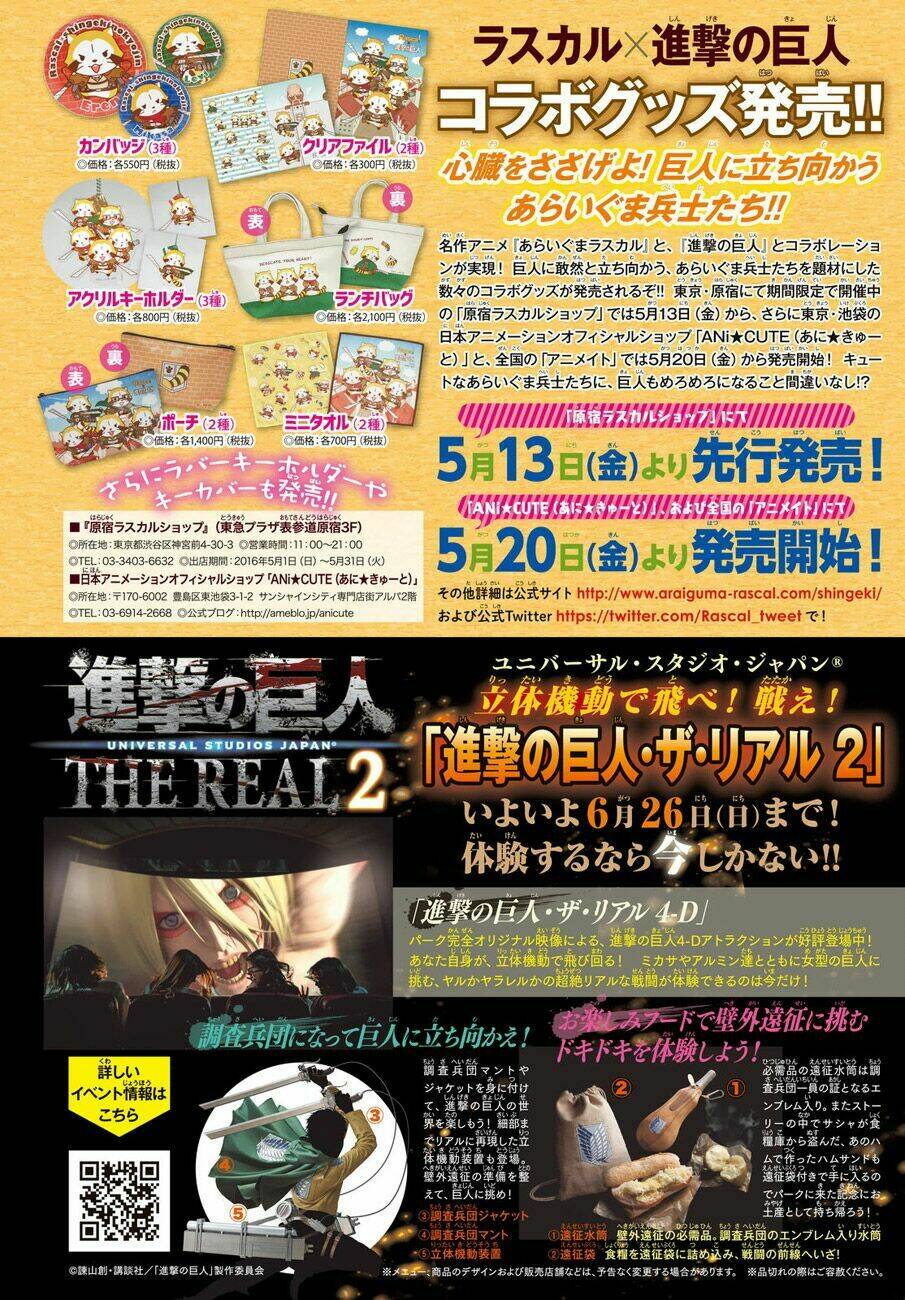 Rascal・shingekinokyojin
Eren
Rascal・shingekinokyojin
Rascal・shingekinokyojin
Mikasa
カンバッジ(3種)
◎価格:各550円(税抜)
クリアファイル(2種)
◎価格:各300円(税抜)
アクリルキーホルダー(3種)
◎価格:各800円(税抜)
表
裏
DEDICATE YOUR HEART!
ランチバッグ
◎価格:各2,100円(税抜)
表
裏
ポーチ(2種)
◎価格:各1,400円(税抜)
ミニタオル(2種)
◎価格:各700円(税抜)
さらにラバーキーホルダーや
キーカバーも発売!!
■『原宿ラスカルショップ』(東急プラザ表参道原宿3F)
◎所在地:東京都渋谷区神宮前4-30-3 ◎営業時間:11:00〜21:00
◎TEL:03-3403-6632 ◎出店期間:2016年5月1日(日)〜5月31日(火)
■日本アニメーションオフィシャルショップ「ANi★CUTE(あに★きゅーと)」
◎所在地:〒170-6002 豊島区東池袋3-1-2 サンシャインシティ専門店街アルパ2階
◎TEL:03-6914-2668 ◎公式ブログ:http://ameblo.jp/anicute
ラスカル×進撃の巨人
コラボグッズ発売!!
心臓をささげよ! 巨人に立ち向かう
あらいぐま兵士たち!!
名作アニメ『あらいぐまラスカル』と、『進撃の巨人』とコラボレーショ
ンが実現! 巨人に敢然と立ち向かう、あらいぐま兵士たちを題材にした
数々のコラボグッズが発売されるぞ!! 東京・原宿にて期間限定で開催中
の「原宿ラスカルショップ」では5月13日(金)から、さらに東京・池袋の
日本アニメーションオフィシャルショップ「ANi★CUTE(あに★きゅー
と)」と、全国の「アニメイト」では5月20日(金)から発売開始! キュー
トなあらいぐま兵士たちに、巨人もめろめろになること間違いなし!?
「原宿ラスカルショップ」にて
5月13日(金)より先行発売!
「ANi★CUTE(あに★きゅーと)」、および全国の「アニメイト」にて
5月20日(金)より発売開始!
その他詳細は公式サイト http://www.araiguma-rascal.com/shingeki/
および公式Twitter https://twitter.com/Rascal_tweet で!
進撃の巨人
UNIVERSAL STUDIOS JAPAN®
THE REAL 2
ユニバーサル・スタジオ・ジャパン®
立体機動で飛べ! 戦え!
「進撃の巨人・ザ・リアル 2」
いよいよ6月26日(日)まで!
体験するなら今しかない!!
「進撃の巨人・ザ・リアル 4-D」
パーク完全オリジナル映像による、進撃の巨人4-Dアトラクションが好評登場中!
あなた自身が、立体機動で飛び回る! ミカサやアルミン達とともに女型の巨人に
挑む、ヤルかヤラレルかの超絶リアルな戦闘が体験できるのは今だけ!
調査兵団になって巨人に立ち向かえ!
詳しい
イベント情報は
こちら
調査兵団マントや
ジャケットを身に付け
て、進撃の巨人の世
界を楽しもう! 細部ま
でリアルに再現した立
体機動装置も登場。
壁外遠征の準備を整
えて、巨人に挑め!
③調査兵団ジャケット
④調査兵団マント
⑤立体機動装置
③
④
⑤
お楽しみフードで壁外遠征に挑む
ドキドキを体験しよう!
②
①
必需品の遠征水筒は調
査兵団一員の証となるエ
ンブレム入り。またストー
リーの中でサシャが食
糧庫から盗んだ、あのハ
ムで作ったハムサンドも
遠征袋付きで手に入るの
でパークに来た記念にお
土産として持ち帰ろう!
①遠征水筒 壁外遠征の必需品。調査兵団のエンブレム入り水筒
②遠征袋 食糧を遠征袋に詰め込み、戦闘の前線へいざ!
©諫山創・講談社/「進撃の巨人」製作委員会
※メニュー、商品のデザインおよび販売店舗などは、予告なく変更する場合があります。 ※品切れの際はご容赦ください。